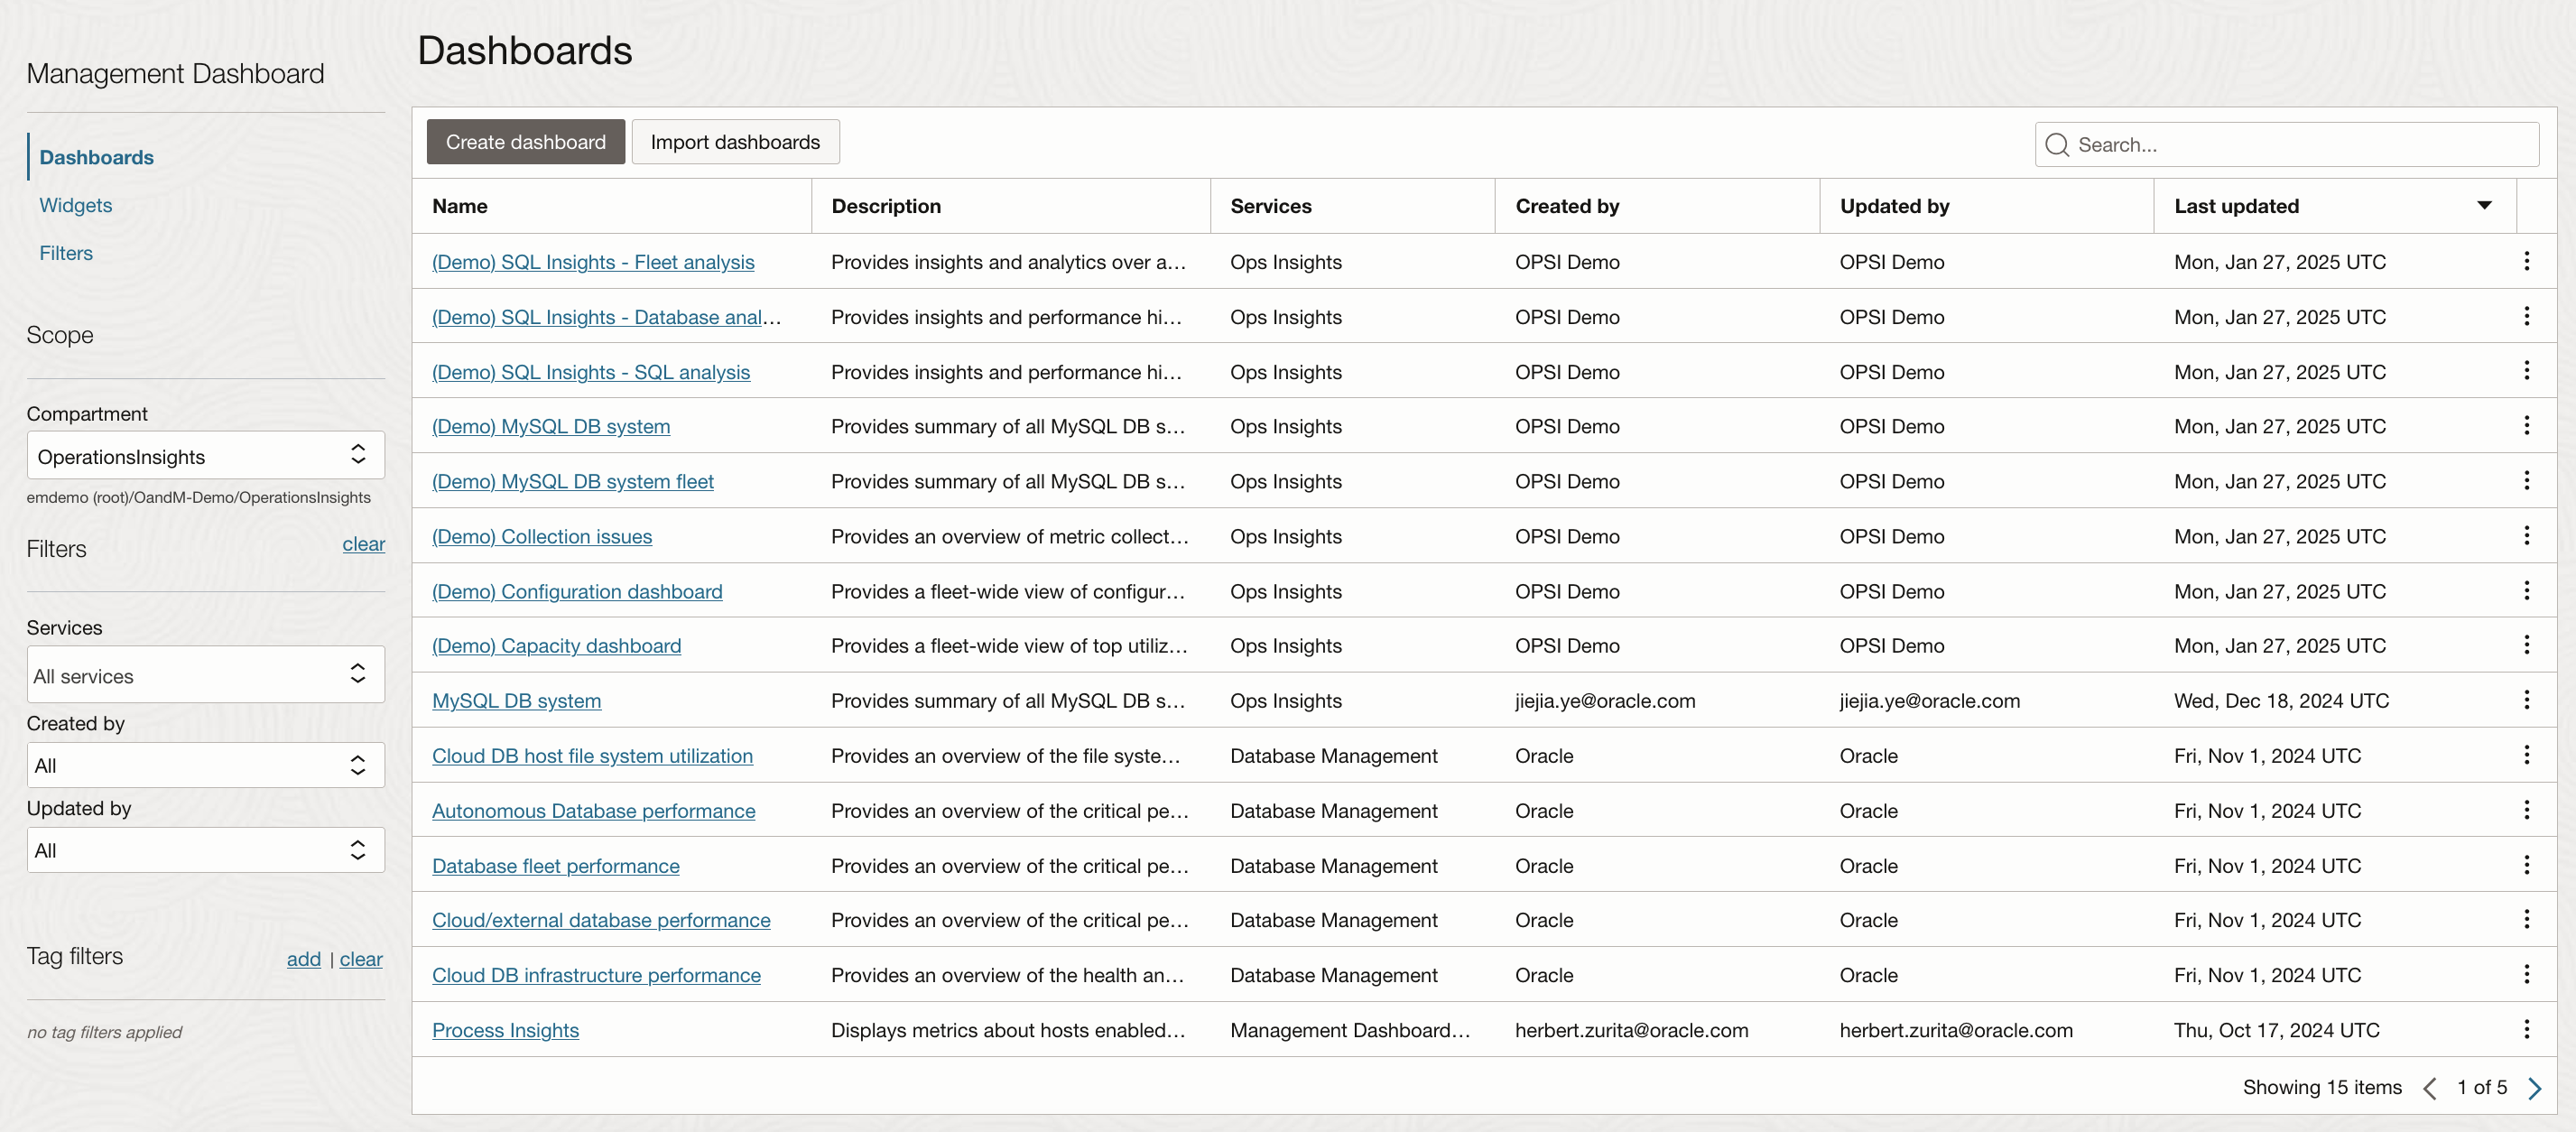 Management Dashboard
Dashboards
Widgets
Filters
Scope
Compartment
OperationsInsights
emdemo (root)/OandM-Demo/OperationsInsights
Filters clear
Services
All services
Created by
All
Updated by
All
Tag filters add | clear
no tag filters applied
Dashboards
Create dashboard Import dashboards Search...
Name Description Services Created by Updated by Last updated
(Demo) SQL Insights - Fleet analysis Provides insights and analytics over a... Ops Insights OPSI Demo OPSI Demo Mon, Jan 27, 2025 UTC
(Demo) SQL Insights - Database anal... Provides insights and performance hi... Ops Insights OPSI Demo OPSI Demo Mon, Jan 27, 2025 UTC
(Demo) SQL Insights - SQL analysis Provides insights and performance hi... Ops Insights OPSI Demo OPSI Demo Mon, Jan 27, 2025 UTC
(Demo) MySQL DB system Provides summary of all MySQL DB s... Ops Insights OPSI Demo OPSI Demo Mon, Jan 27, 2025 UTC
(Demo) MySQL DB system fleet Provides summary of all MySQL DB s... Ops Insights OPSI Demo OPSI Demo Mon, Jan 27, 2025 UTC
(Demo) Collection issues Provides an overview of metric collect... Ops Insights OPSI Demo OPSI Demo Mon, Jan 27, 2025 UTC
(Demo) Configuration dashboard Provides a fleet-wide view of configur... Ops Insights OPSI Demo OPSI Demo Mon, Jan 27, 2025 UTC
(Demo) Capacity dashboard Provides a fleet-wide view of top utiliz... Ops Insights OPSI Demo OPSI Demo Mon, Jan 27, 2025 UTC
MySQL DB system Provides summary of all MySQL DB s... Ops Insights jiejia.ye@oracle.com jiejia.ye@oracle.com Wed, Dec 18, 2024 UTC
Cloud DB host file system utilization Provides an overview of the file syste... Database Management Oracle Oracle Fri, Nov 1, 2024 UTC
Autonomous Database performance Provides an overview of the critical pe... Database Management Oracle Oracle Fri, Nov 1, 2024 UTC
Database fleet performance Provides an overview of the critical pe... Database Management Oracle Oracle Fri, Nov 1, 2024 UTC
Cloud/external database performance Provides an overview of the critical pe... Database Management Oracle Oracle Fri, Nov 1, 2024 UTC
Cloud DB infrastructure performance Provides an overview of the health an... Database Management Oracle Oracle Fri, Nov 1, 2024 UTC
Process Insights Displays metrics about hosts enabled... Management Dashboard... herbert.zurita@oracle.com herbert.zurita@oracle.com Thu, Oct 17, 2024 UTC
Showing 15 items 1 of 5